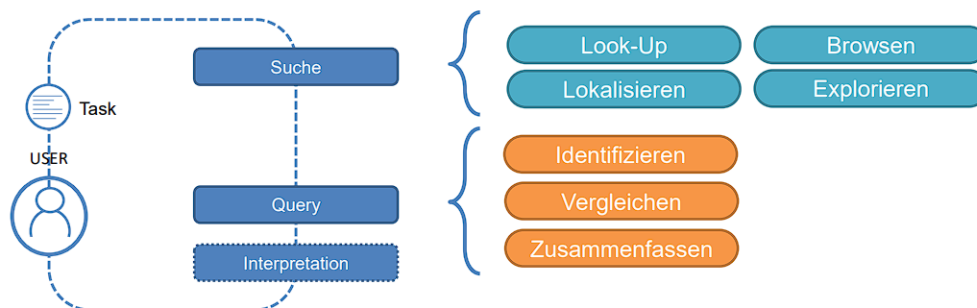 Suche
Look-Up
Browsen
Lokalisieren
Explorieren
Task
USER
Query
Interpretation
Identifizieren
Vergleichen
Zusammenfassen